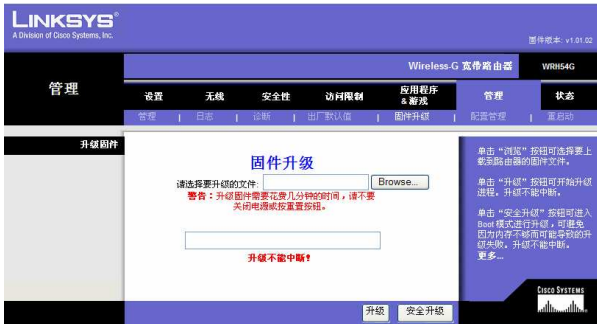 LINKSYS®
A Division of Cisco Systems, Inc.
固件版本: v1.01.02
Wireless-G 宽带路由器 WRH54G
管理
设置 无线 安全性 访问限制 应用程序 & 游戏 管理 状态
管理 | 日志 | 诊断 | 出厂默认值 | 固件升级 | 配置管理 | 重启动
升级固件
固件升级
请选择要升级的文件: Browse...
警告：升级固件需要花费几分钟的时间，请不要
关闭电源或按重置按钮。
升级不能中断!
升级 安全升级
单击“浏览”按钮可选择要上
载到路由器的固件文件。
单击“升级”按钮可开始升级
进程。升级不能中断。
单击“安全升级”按钮可进入
Boot 模式进行升级，可避免
因为内存不够而可能导致的升
级失败。升级不能中断。
更多...
CISCO SYSTEMS